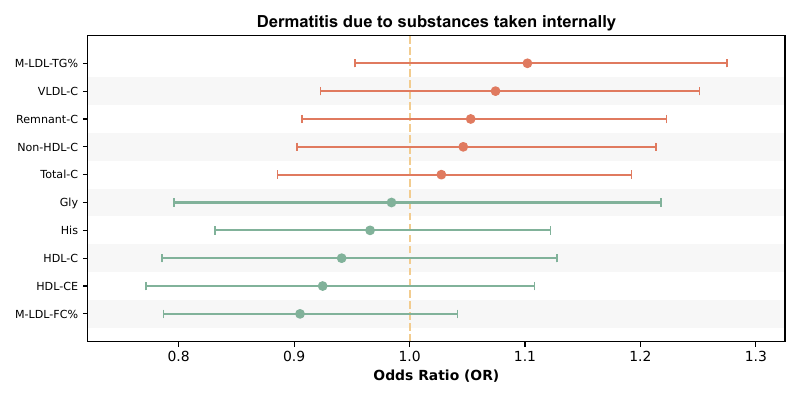 Dermatitis due to substances taken internally
M-LDL-TG%
VLDL-C
Remnant-C
Non-HDL-C
Total-C
Gly
His
HDL-C
HDL-CE
M-LDL-FC%
0.8 0.9 1.0 1.1 1.2 1.3
Odds Ratio (OR)